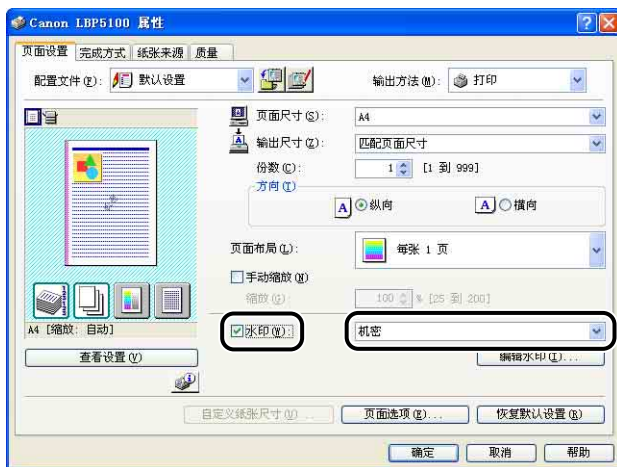 Canon LBP5100 属性
页面设置 完成方式 纸张来源 质量
配置文件(F): 默认设置 输出方法(M): 打印
页面尺寸(S): A4
输出尺寸(Z): 匹配页面尺寸
份数(C): 1 [1 到 999]
方向(T)
A 纵向 A 横向
页面布局(L): 每张 1 页
手动缩放(N)
缩放(G): 100 % [25 到 200]
A4 [缩放: 自动]
水印(W): 机密
查看设置(V) 编辑水印(I)...
自定义纸张尺寸(U)... 页面选项(E)... 恢复默认设置(R)
确定 取消 帮助